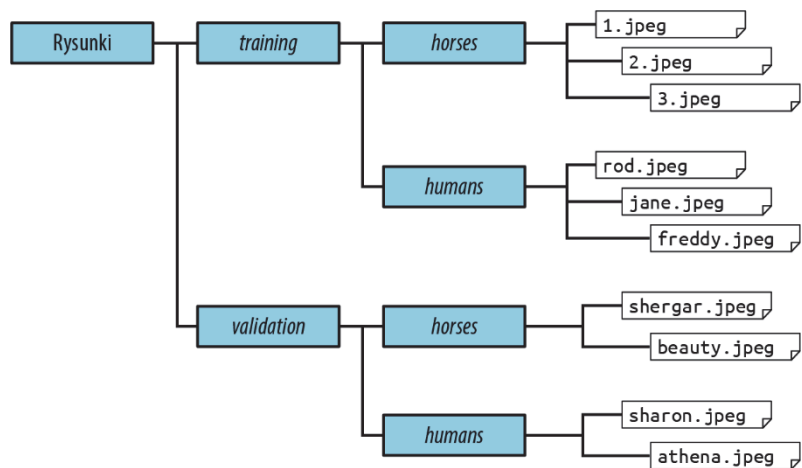 Rysunki
training
horses
1.jpeg
2.jpeg
3.jpeg
humans
rod.jpeg
jane.jpeg
freddy.jpeg
validation
horses
shergar.jpeg
beauty.jpeg
humans
sharon.jpeg
athena.jpeg